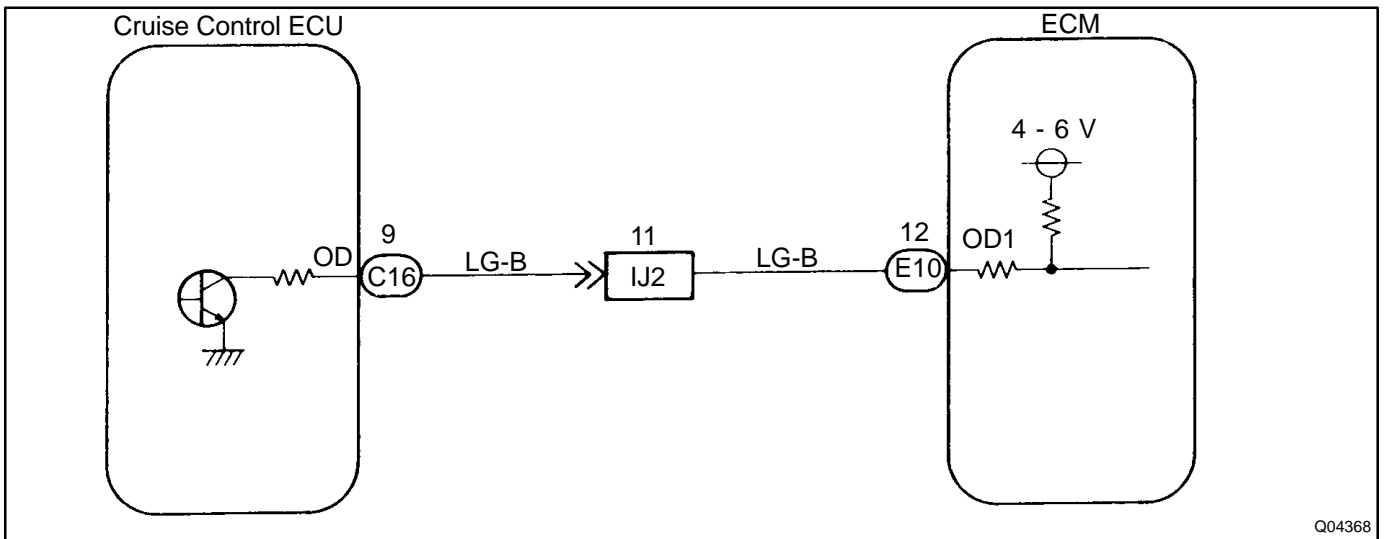 Cruise Control ECU
ECM
4 - 6 V
9
11
12
OD
C16
LG-B
IJ2
LG-B
E10
OD1
Q04368